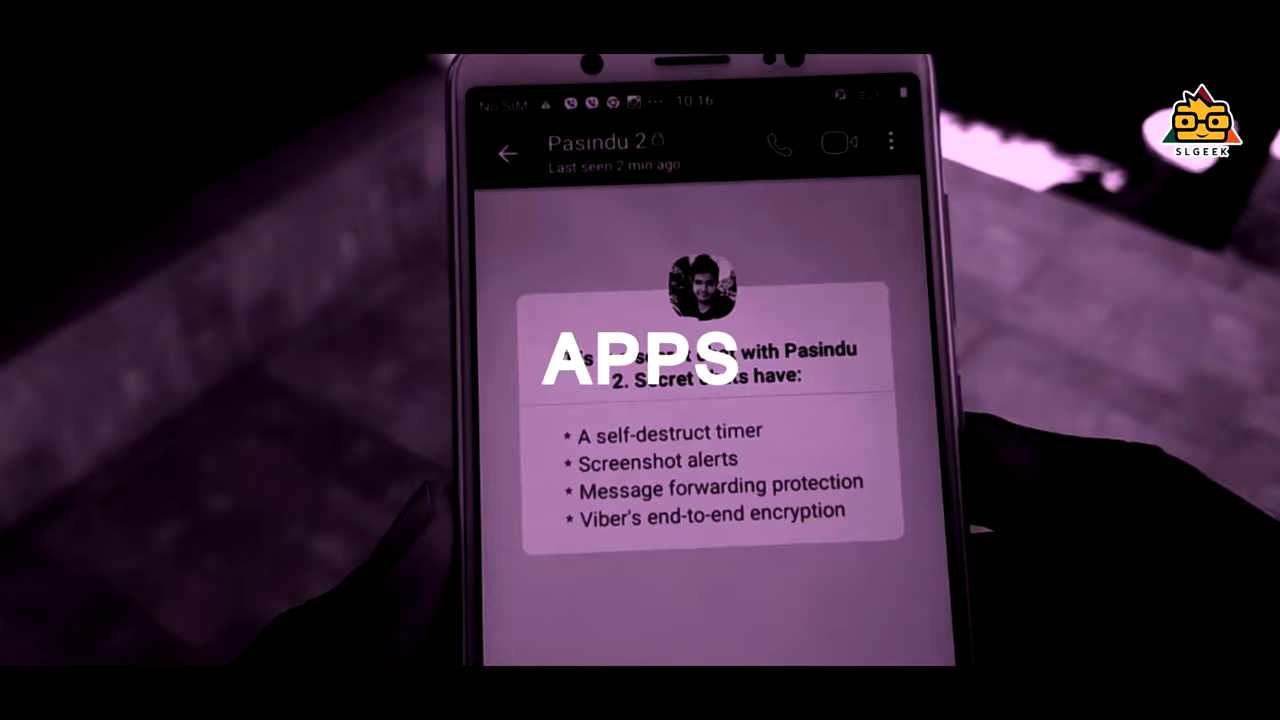 No SIM 10:16
Pasindu 2
Last seen 2 min ago
SLGEEK
APPS
with Pasindu
2. Secret chats have:
* A self-destruct timer
* Screenshot alerts
* Message forwarding protection
* Viber's end-to-end encryption